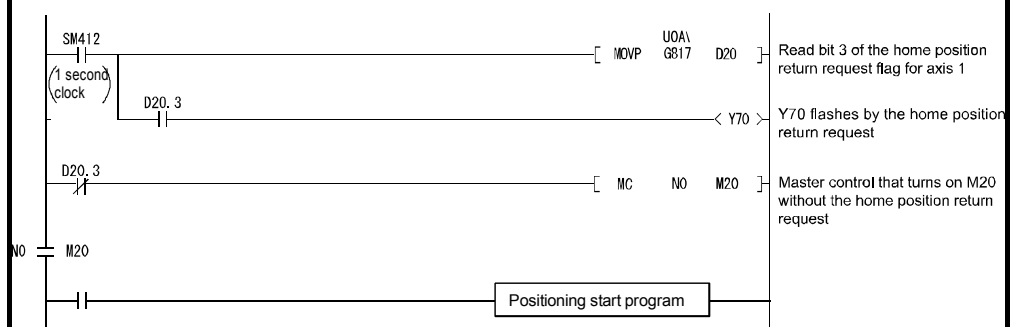 SM412
(1 second
clock)
[ MOVP U0A\
G817 D20 ]
Read bit 3 of the home position
return request flag for axis 1
D20.3
< Y70 >
Y70 flashes by the home position
return request
D20.3
[ MC N0 M20 ]
Master control that turns on M20
without the home position return
request
N0 M20
Positioning start program